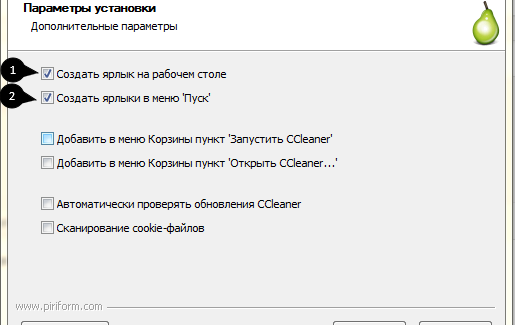 Параметры установки
Дополнительные параметры
1 Создать ярлык на рабочем столе
2 Создать ярлыки в меню 'Пуск'
Добавить в меню Корзины пункт 'Запустить CCleaner'
Добавить в меню Корзины пункт 'Открыть CCleaner...'
Автоматически проверять обновления CCleaner
Сканирование cookie-файлов
www.piriform.com